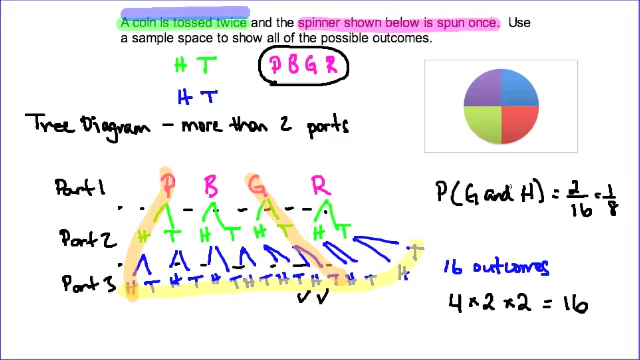 A coin is tossed twice and the spinner shown below is spun once. Use
a sample space to show all of the possible outcomes.
H T
P B G R
H T
Tree Diagram – more than 2 parts
Part 1 P B G R
P(G and H) = 2/16 = 1/8
Part 2 H T H T H T H T
Part 3 H T H T H T H T H T H T H T H T
✓ ✓
16 outcomes
4 × 2 × 2 = 16